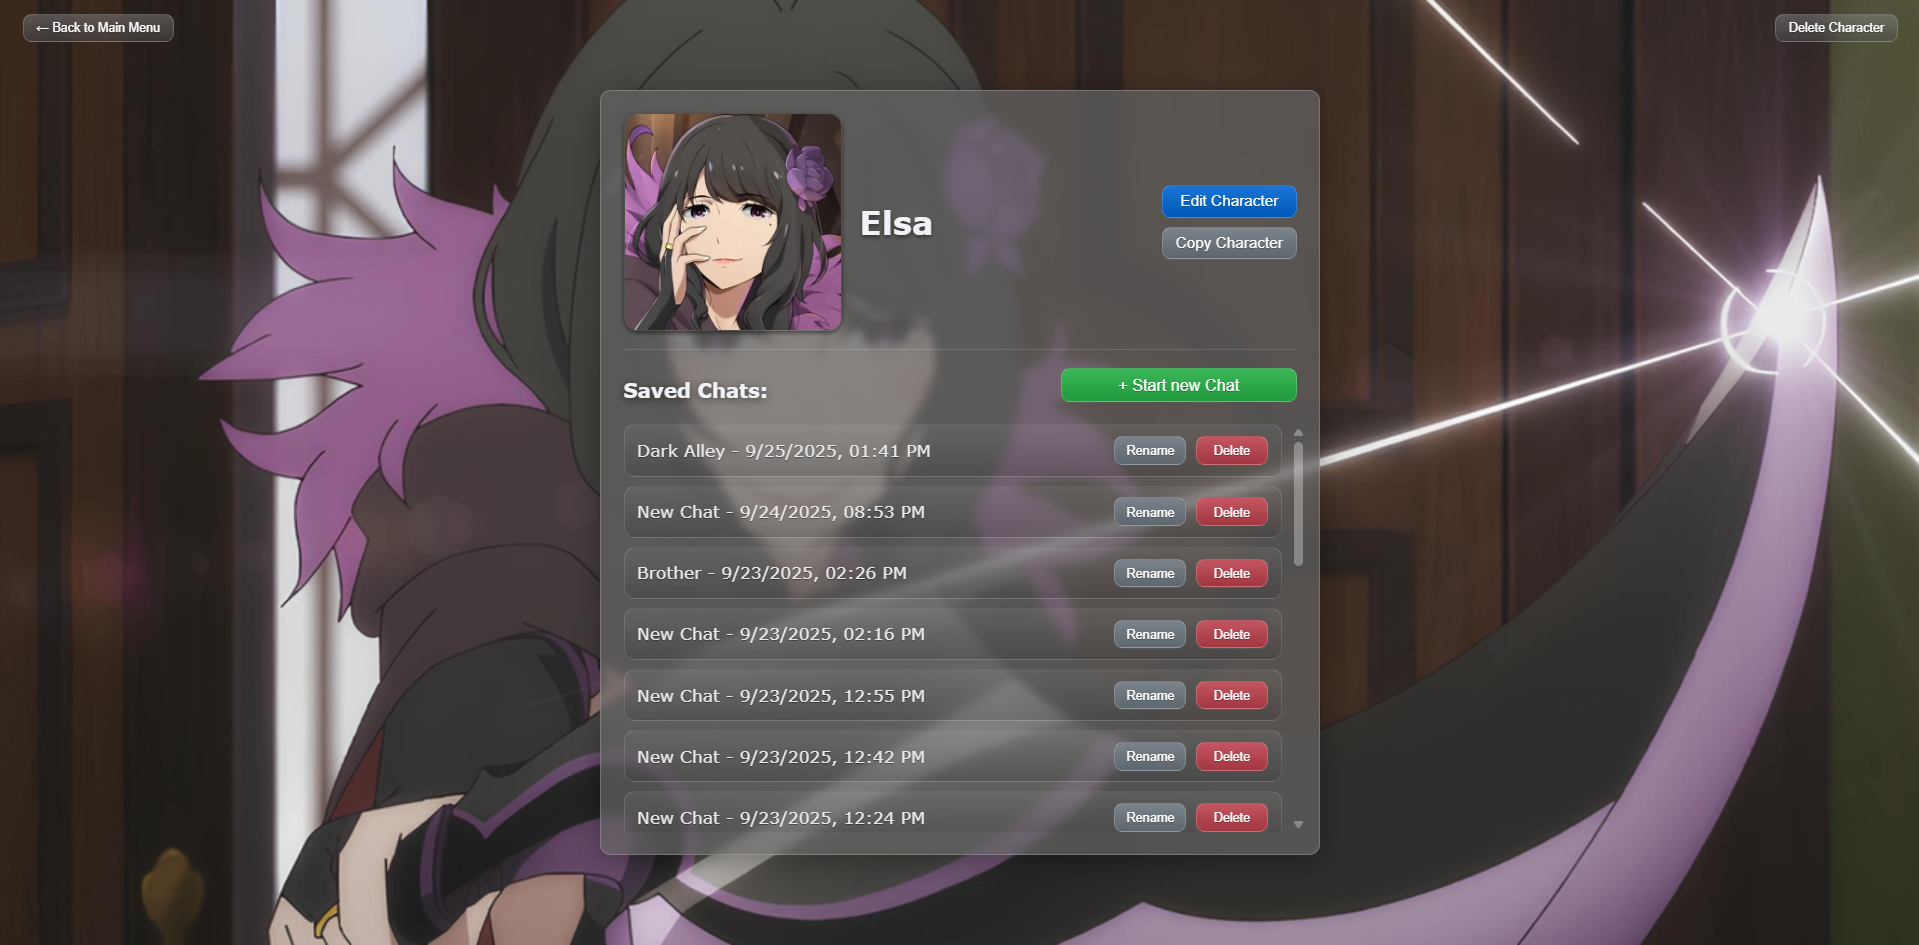 ← Back to Main Menu
Delete Character
Elsa
Edit Character
Copy Character
Saved Chats:
+ Start new Chat
Dark Alley - 9/25/2025, 01:41 PM Rename Delete
New Chat - 9/24/2025, 08:53 PM Rename Delete
Brother - 9/23/2025, 02:26 PM Rename Delete
New Chat - 9/23/2025, 02:16 PM Rename Delete
New Chat - 9/23/2025, 12:55 PM Rename Delete
New Chat - 9/23/2025, 12:42 PM Rename Delete
New Chat - 9/23/2025, 12:24 PM Rename Delete